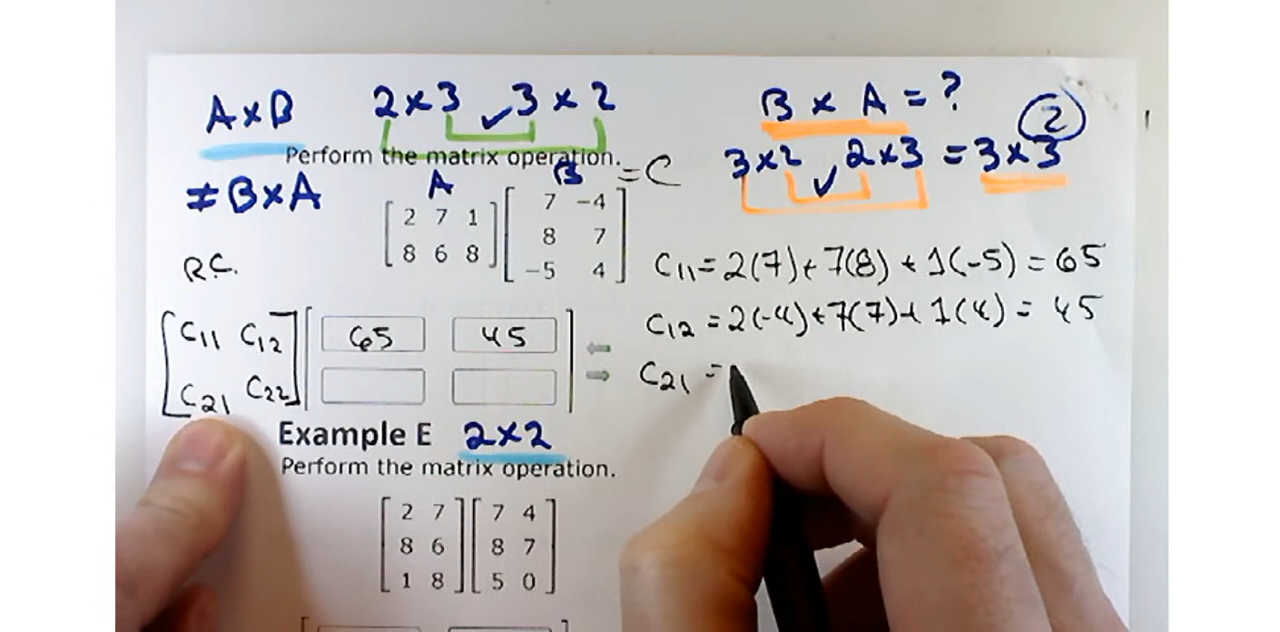 A×B 2×3 ✓ 3×2 B × A = ?
②
Perform the matrix operation.
3×2 ✓ 2×3 = 3×3
≠ B×A A B = C
2 7 1 7 −4
8 6 8 8 7
−5 4
R C.
C11 = 2(7) + 7(8) + 1(-5) = 65
C12 = 2(-4) + 7(7) + 1(4) = 45
C11 C12 65 45
C21 C22
C21 =
Example E 2×2
Perform the matrix operation.
2 7 7 4
8 6 8 7
1 8 5 0